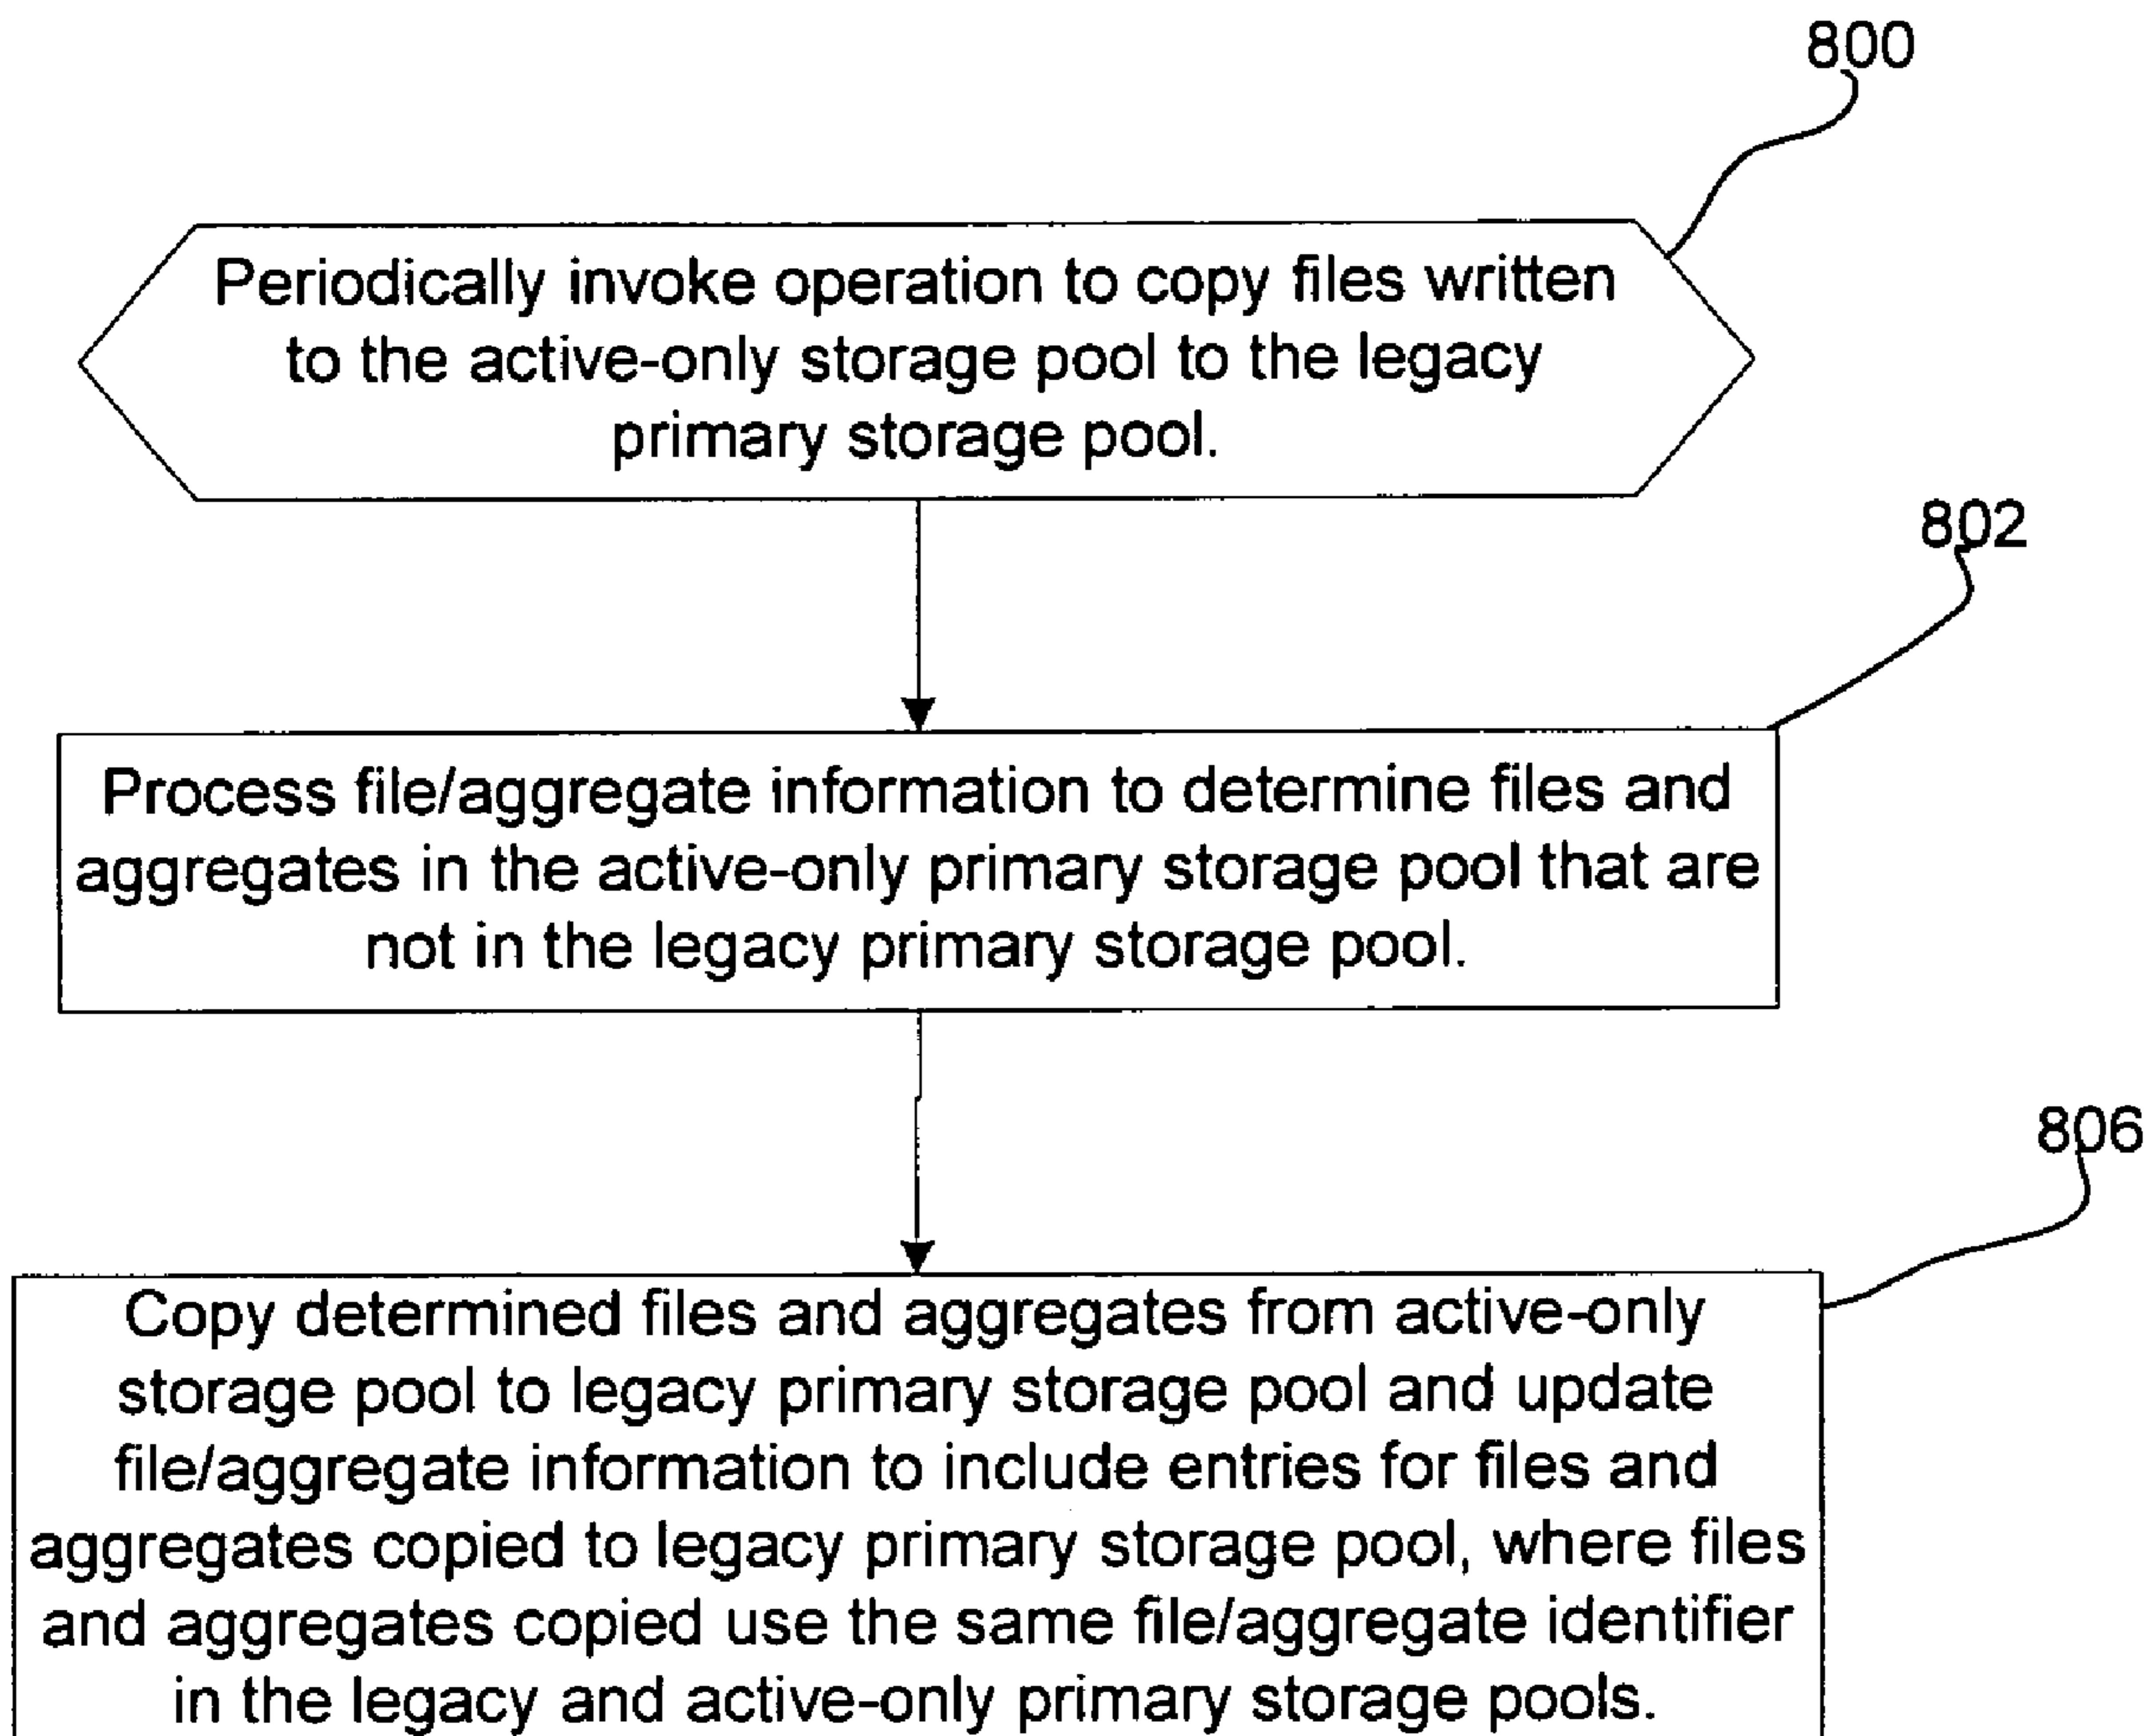 800
Periodically invoke operation to copy files written
to the active-only storage pool to the legacy
primary storage pool.
802
Process file/aggregate information to determine files and
aggregates in the active-only primary storage pool that are
not in the legacy primary storage pool.
806
Copy determined files and aggregates from active-only
storage pool to legacy primary storage pool and update
file/aggregate information to include entries for files and
aggregates copied to legacy primary storage pool, where files
and aggregates copied use the same file/aggregate identifier
in the legacy and active-only primary storage pools.